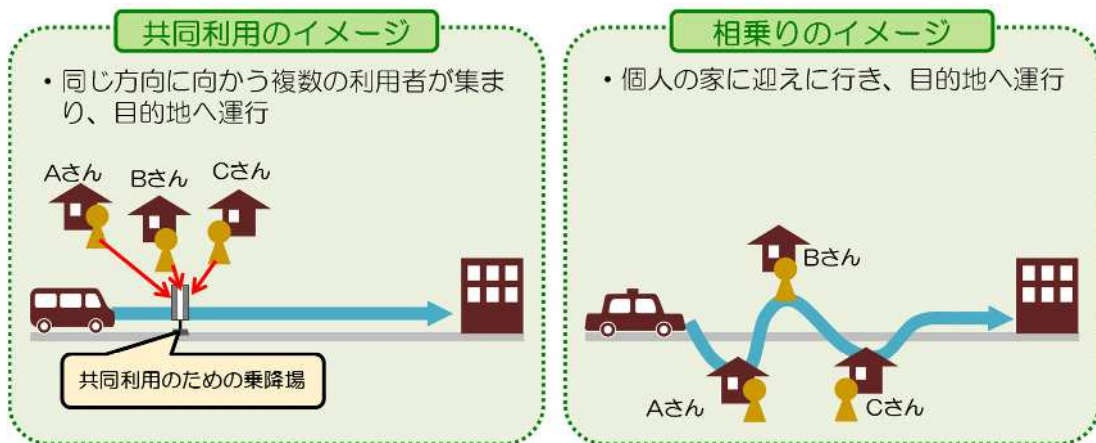 共同利用のイメージ
・同じ方向に向かう複数の利用者が集ま
り、目的地へ運行
Aさん
Bさん
Cさん
共同利用のための乗降場
相乗りのイメージ
・個人の家に迎えに行き、目的地へ運行
Bさん
Aさん
Cさん